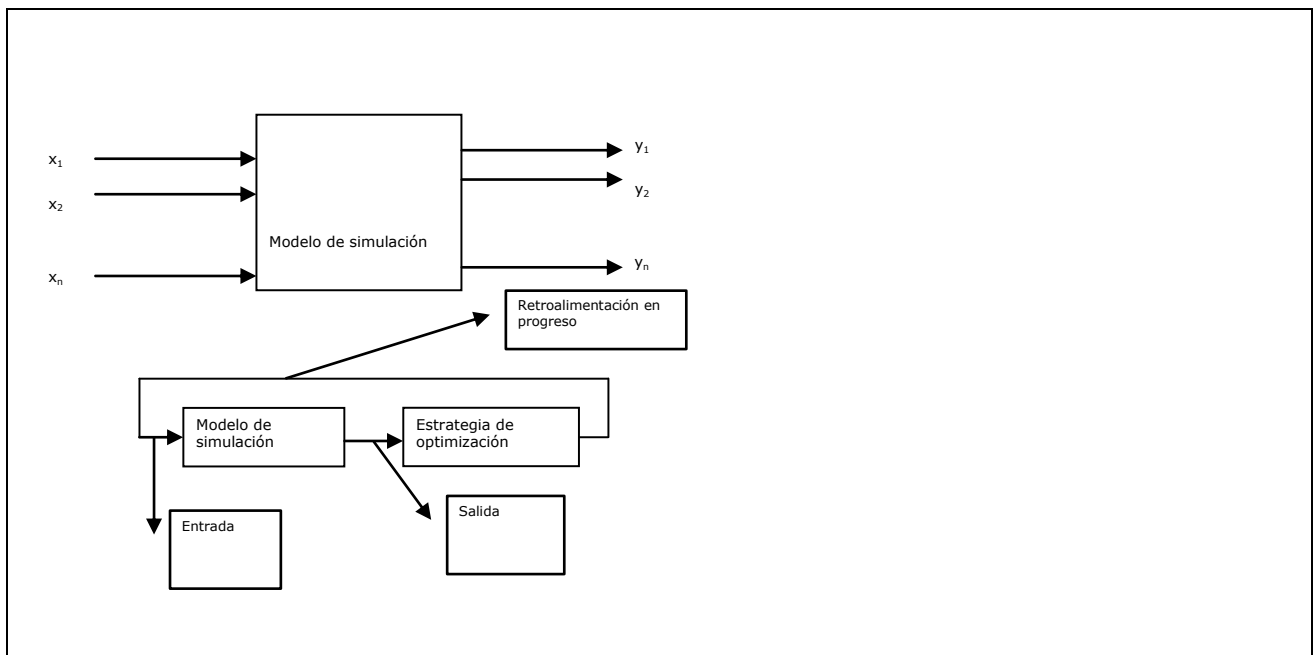 x₁
x₂
xₙ
Modelo de simulación
y₁
y₂
yₙ
Retroalimentación en
progreso
Modelo de
simulación
Estrategia de
optimización
Entrada
Salida